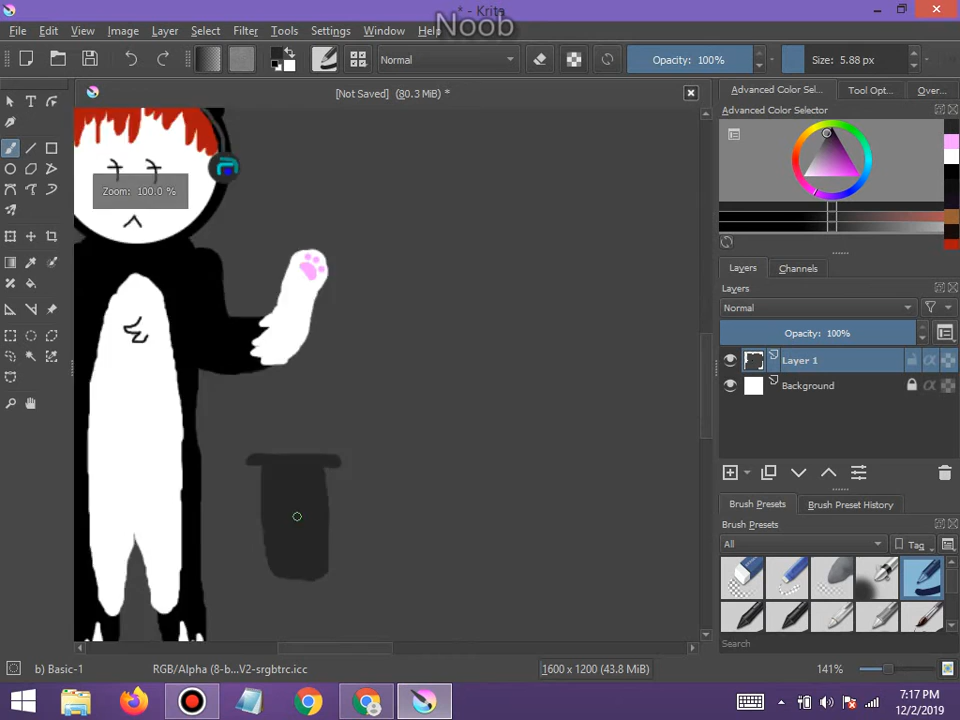 * - Krita
Noob
File Edit View Image Layer Select Filter Tools Settings Window Help
Normal Opacity: 100% Size: 5.88 px
[Not Saved] (80.3 MiB) *
Advanced Color Sel... Tool Opt... Over...
Advanced Color Selector
Zoom: 100.0 %
Layers Channels
Layers
Normal
Opacity: 100%
Layer 1
Background
Brush Presets Brush Preset History
Brush Presets
All Tag
Search
b) Basic-1 RGB/Alpha (8-b...V2-srgbtrc.icc 1600 x 1200 (43.8 MiB) 141%
7:17 PM
12/2/2019